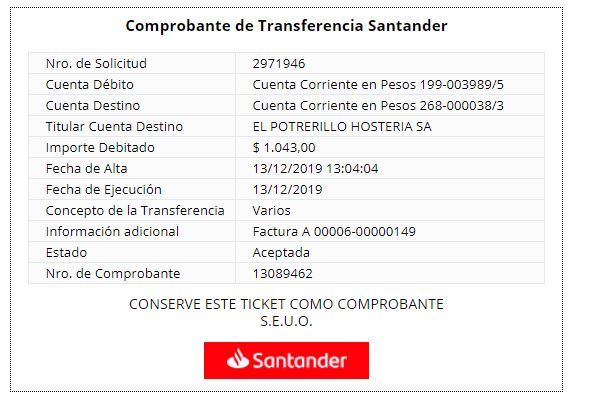 Comprobante de Transferencia Santander
Nro. de Solicitud 2971946
Cuenta Débito Cuenta Corriente en Pesos 199-003989/5
Cuenta Destino Cuenta Corriente en Pesos 268-000038/3
Titular Cuenta Destino EL POTRERILLO HOSTERIA SA
Importe Debitado $ 1.043,00
Fecha de Alta 13/12/2019 13:04:04
Fecha de Ejecución 13/12/2019
Concepto de la Transferencia Varios
Información adicional Factura A 00006-00000149
Estado Aceptada
Nro. de Comprobante 13089462
CONSERVE ESTE TICKET COMO COMPROBANTE
S.E.U.O.
Santander